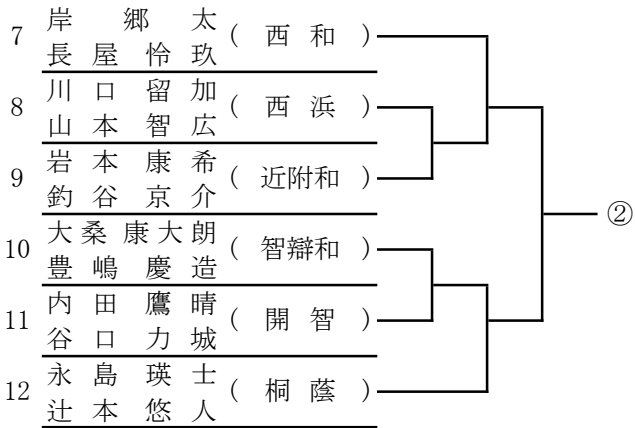 7 岸郷太 (西和)
長屋怜玖
8 川口留加 (西浜)
山本智広
9 岩本康希 (近附和)
釣谷京介
10 大桑康大朗 (智辯和)
豊嶋慶造
11 内田鷹晴 (開智)
谷口力城
12 永島瑛士 (桐蔭)
辻本悠人
②